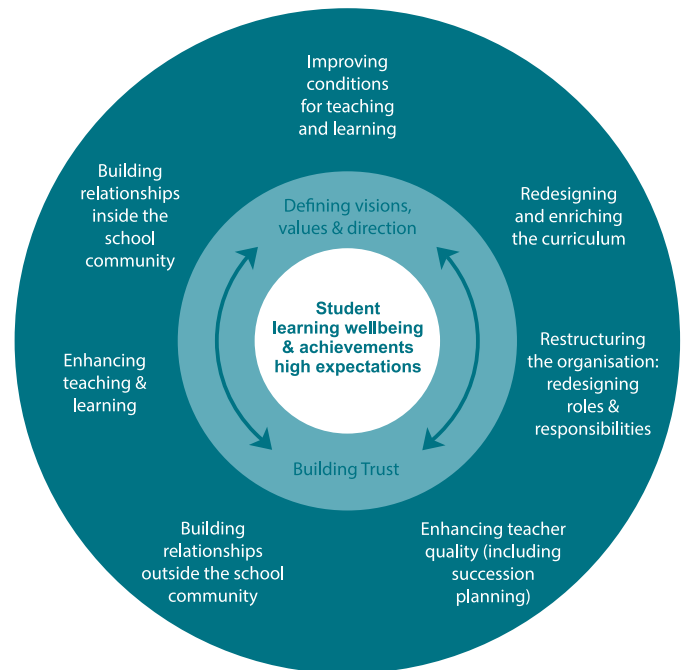 Improving
conditions
for teaching
and learning
Building
relationships
inside the
school
community
Redesigning
and enriching
the curriculum
Defining visions,
values & direction
Student
learning wellbeing
& achievements
high expectations
Enhancing
teaching &
learning
Restructuring
the organisation:
redesigning
roles &
responsibilities
Building Trust
Building
relationships
outside the school
community
Enhancing teacher
quality (including
succession
planning)